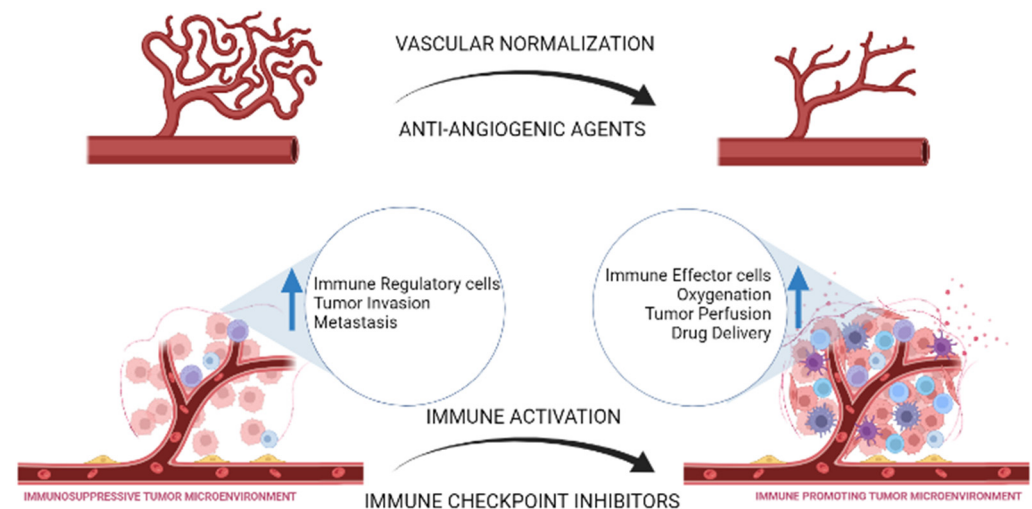 VASCULAR NORMALIZATION
ANTI-ANGIOGENIC AGENTS
Immune Regulatory cells
Tumor Invasion
Metastasis
Immune Effector cells
Oxygenation
Tumor Perfusion
Drug Delivery
IMMUNE ACTIVATION
IMMUNE CHECKPOINT INHIBITORS
IMMUNOSUPPRESSIVE TUMOR MICROENVIRONMENT
IMMUNE PROMOTING TUMOR MICROENVIRONMENT